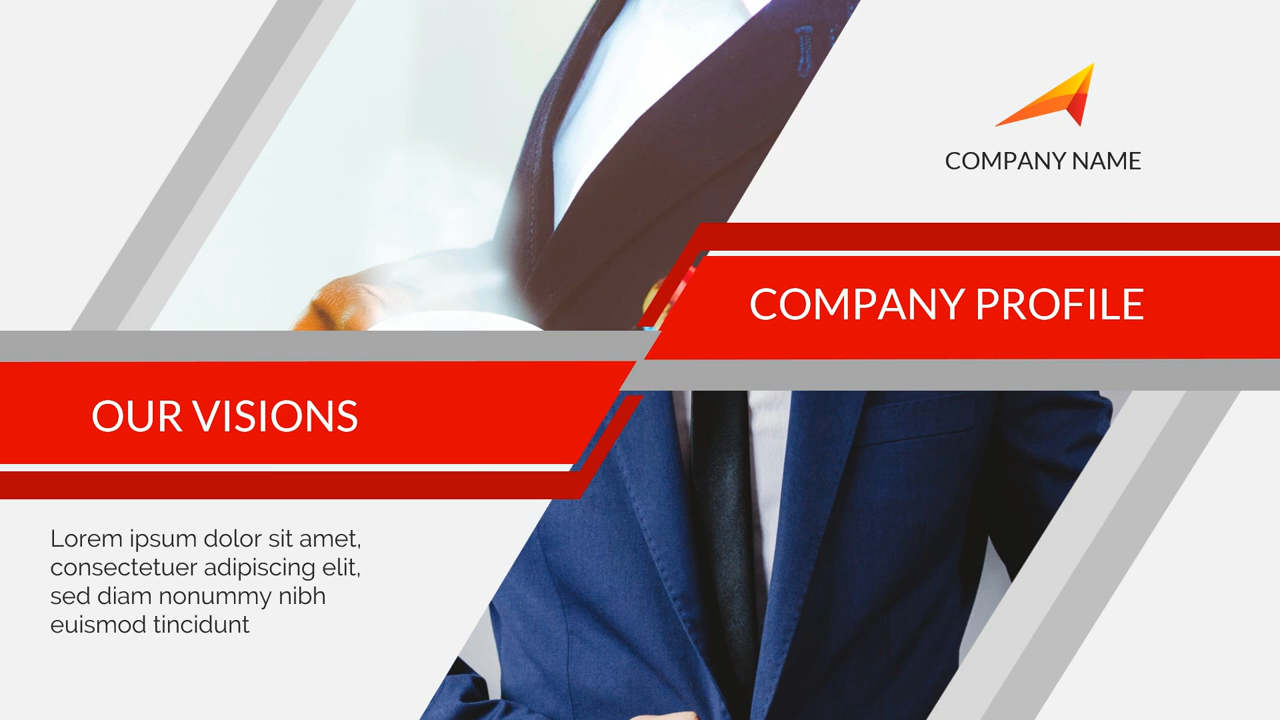 COMPANY NAME
COMPANY PROFILE
OUR VISIONS
Lorem ipsum dolor sit amet,
consectetuer adipiscing elit,
sed diam nonummy nibh
euismod tincidunt